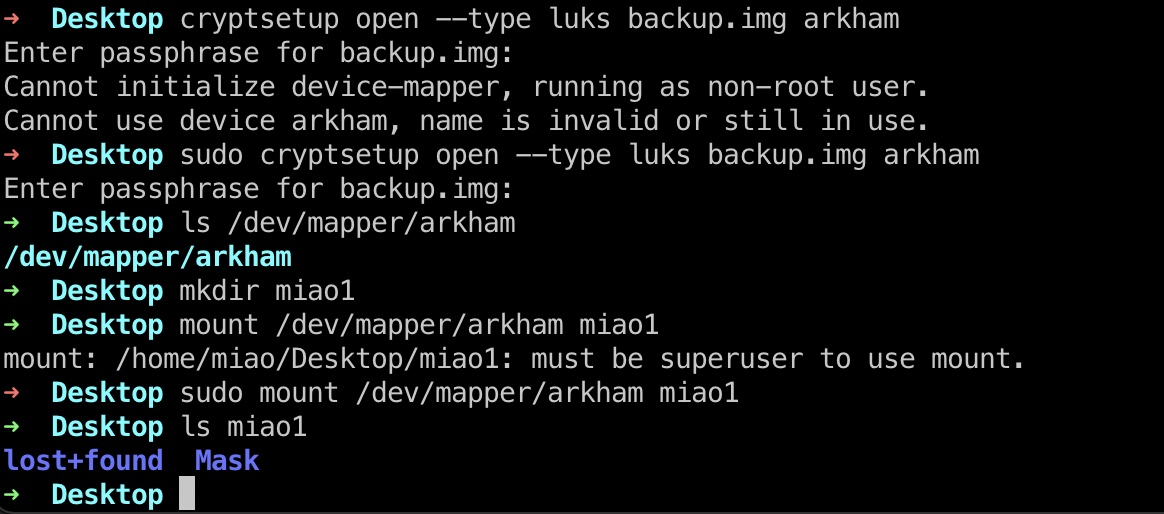 ➜  Desktop cryptsetup open --type luks backup.img arkham
Enter passphrase for backup.img:
Cannot initialize device-mapper, running as non-root user.
Cannot use device arkham, name is invalid or still in use.
➜  Desktop sudo cryptsetup open --type luks backup.img arkham
Enter passphrase for backup.img:
➜  Desktop ls /dev/mapper/arkham
/dev/mapper/arkham
➜  Desktop mkdir miao1
➜  Desktop mount /dev/mapper/arkham miao1
mount: /home/miao/Desktop/miao1: must be superuser to use mount.
➜  Desktop sudo mount /dev/mapper/arkham miao1
➜  Desktop ls miao1
lost+found  Mask
➜  Desktop